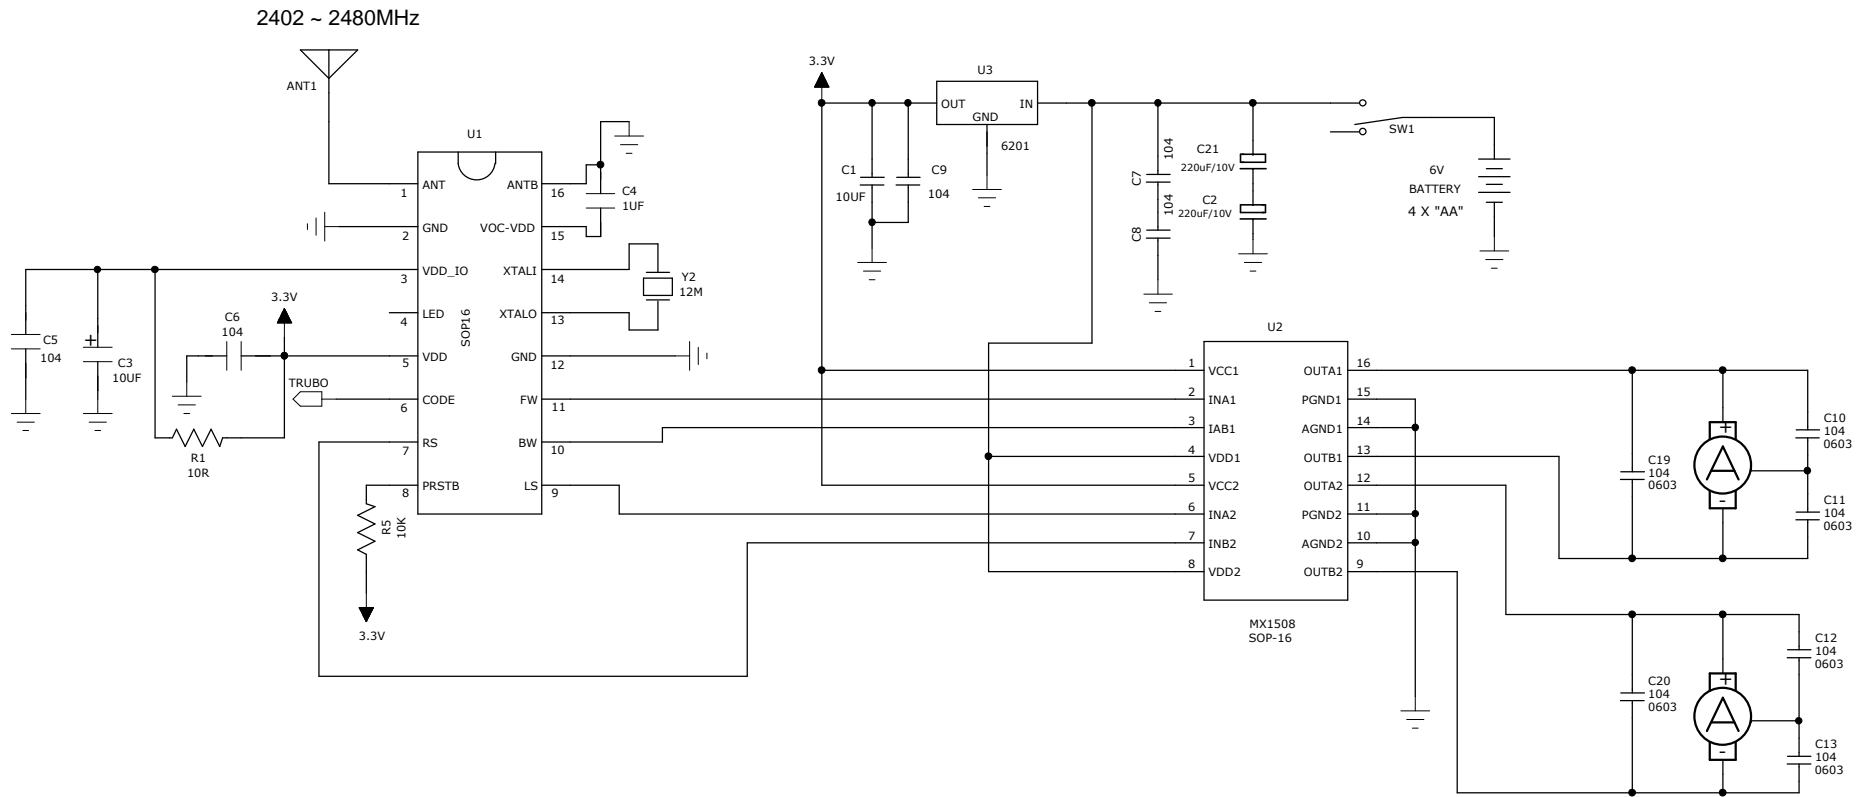 2402 ~ 2480MHz
ANT1
U1
SOP16
1 ANT
2 GND
3 VDD_IO
4 LED
5 VDD
6 CODE
7 RS
8 PRSTB
ANTB 16
VOC-VDD 15
XTALI 14
XTALO 13
GND 12
FW 11
BW 10
LS 9
C4
1UF
Y2
12M
C5
104
+
C3
10UF
C6
104
3.3V
TRUBO
R1
10R
R5
10K
3.3V
3.3V
U3
OUT IN
GND
6201
C1
10UF
C9
104
C7
104
C8
104
C21
220uF/10V
C2
220uF/10V
SW1
6V
BATTERY
4 X "AA"
U2
1 VCC1
2 INA1
3 IAB1
4 VDD1
5 VCC2
6 INA2
7 INB2
8 VDD2
OUTA1 16
PGND1 15
AGND1 14
OUTB1 13
OUTA2 12
PGND2 11
AGND2 10
OUTB2 9
MX1508
SOP-16
C19
104
0603
+
A
-
C10
104
0603
C11
104
0603
C20
104
0603
+
A
-
C12
104
0603
C13
104
0603